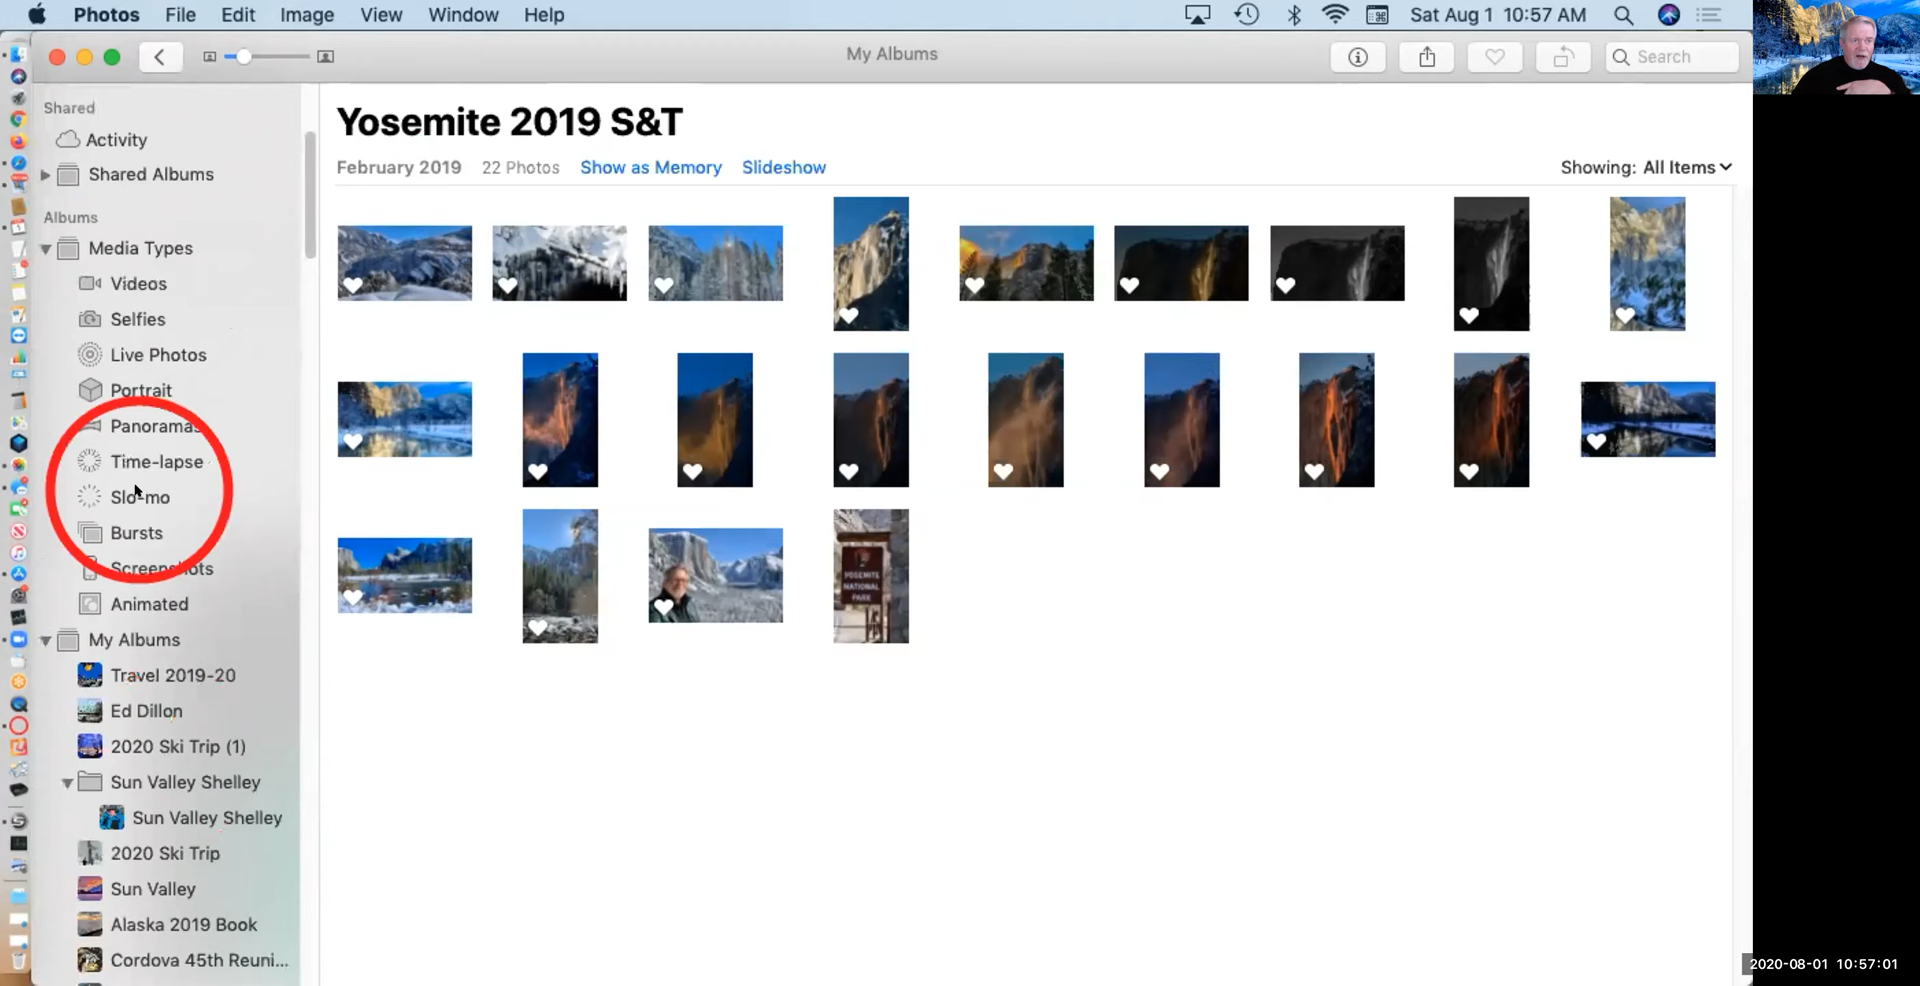 Photos File Edit Image View Window Help Sat Aug 1 10:57 AM
My Albums
Search
Shared
Activity
Shared Albums
Albums
Media Types
Videos
Selfies
Live Photos
Portrait
Panoramas
Time-lapse
Slo-mo
Bursts
Screenshots
Animated
My Albums
Travel 2019-20
Ed Dillon
2020 Ski Trip (1)
Sun Valley Shelley
Sun Valley Shelley
2020 Ski Trip
Sun Valley
Alaska 2019 Book
Cordova 45th Reuni...
Yosemite 2019 S&T
February 2019 22 Photos Show as Memory Slideshow Showing: All Items
YOSEMITE
NATIONAL
PARK
2020-08-01 10:57:01